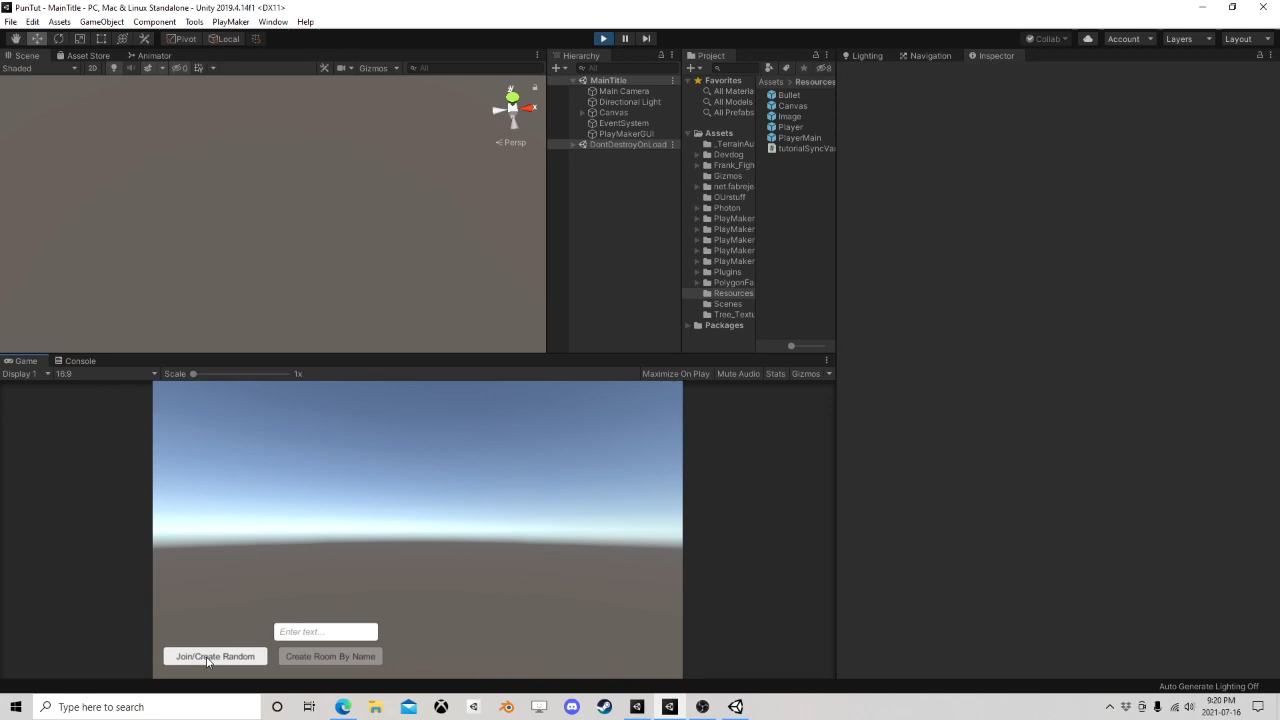 PunTut - MainTitle - PC, Mac & Linux Standalone - Unity 2019.4.14f1 <DX11>
File Edit Assets GameObject Component Tools PlayMaker Window Help
Pivot Local Collab Account Layers Layout
Scene Asset Store Animator Hierarchy Project Lighting Navigation Inspector
Shaded 2D 0 Gizmos All All 8
MainTitle
Main Camera
Directional Light
Canvas
EventSystem
PlayMakerGUI
DontDestroyOnLoad
Favorites
All Materia
All Models
All Prefabs
Assets
_TerrainAu
Devdog
Frank_Figh
Gizmos
net.fabreje
OUrstuff
Photon
PlayMaker
PlayMaker
PlayMaker
PlayMaker
PlayMaker
Plugins
PolygonFa
Resources
Scenes
Tree_Textu
Packages
Assets Resources
Bullet
Canvas
Image
Player
PlayerMain
tutorialSyncVa
y
x
Persp
Game Console
Display 1 16:9 Scale 1x Maximize On Play Mute Audio Stats Gizmos
Enter text...
Join/Create Random Create Room By Name
Auto Generate Lighting Off
Type here to search
9:20 PM
2021-07-16